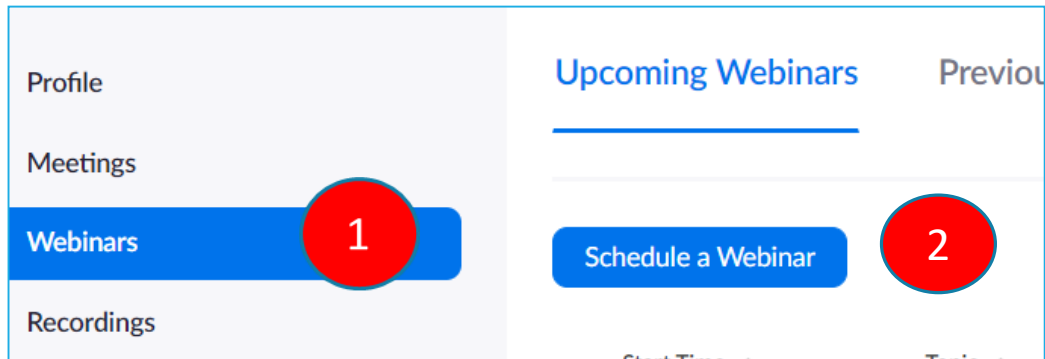 Profile
Meetings
Webinars
1
Recordings
Upcoming Webinars
Schedule a Webinar
2